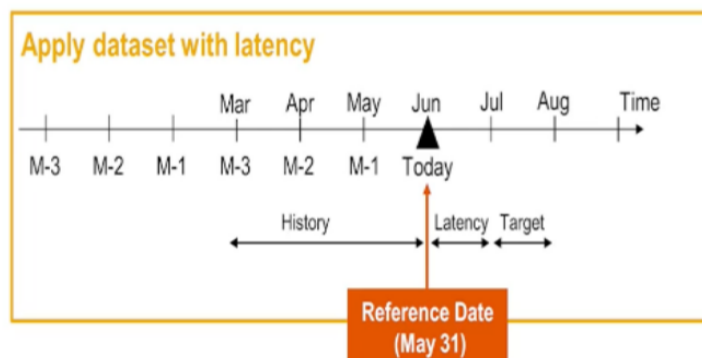 Apply dataset with latency
Mar Apr May Jun Jul Aug Time
M-3 M-2 M-1 M-3 M-2 M-1 Today
History Latency Target
Reference Date
(May 31)